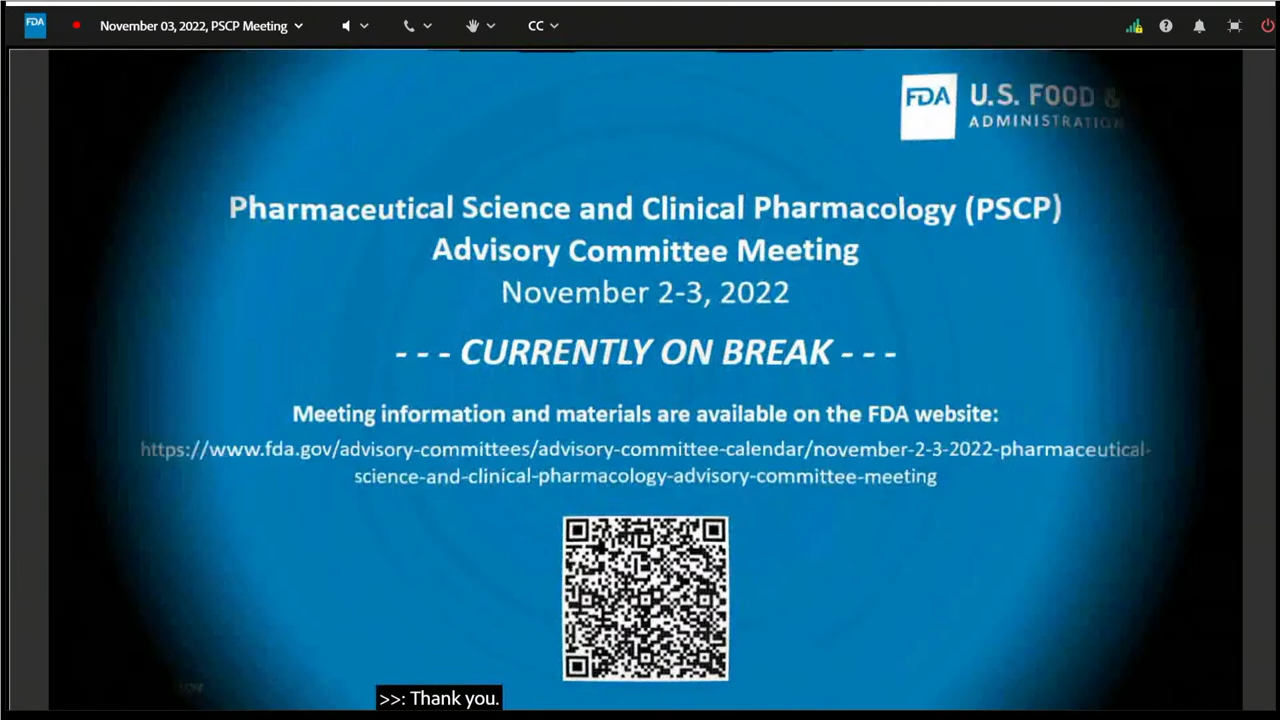 FDA
November 03, 2022, PSCP Meeting
CC
FDA
U.S. FOOD &
ADMINISTRATION
Pharmaceutical Science and Clinical Pharmacology (PSCP)
Advisory Committee Meeting
November 2-3, 2022
- - - CURRENTLY ON BREAK - - -
Meeting information and materials are available on the FDA website:
https://www.fda.gov/advisory-committees/advisory-committee-calendar/november-2-3-2022-pharmaceutical-
science-and-clinical-pharmacology-advisory-committee-meeting
>>: Thank you.